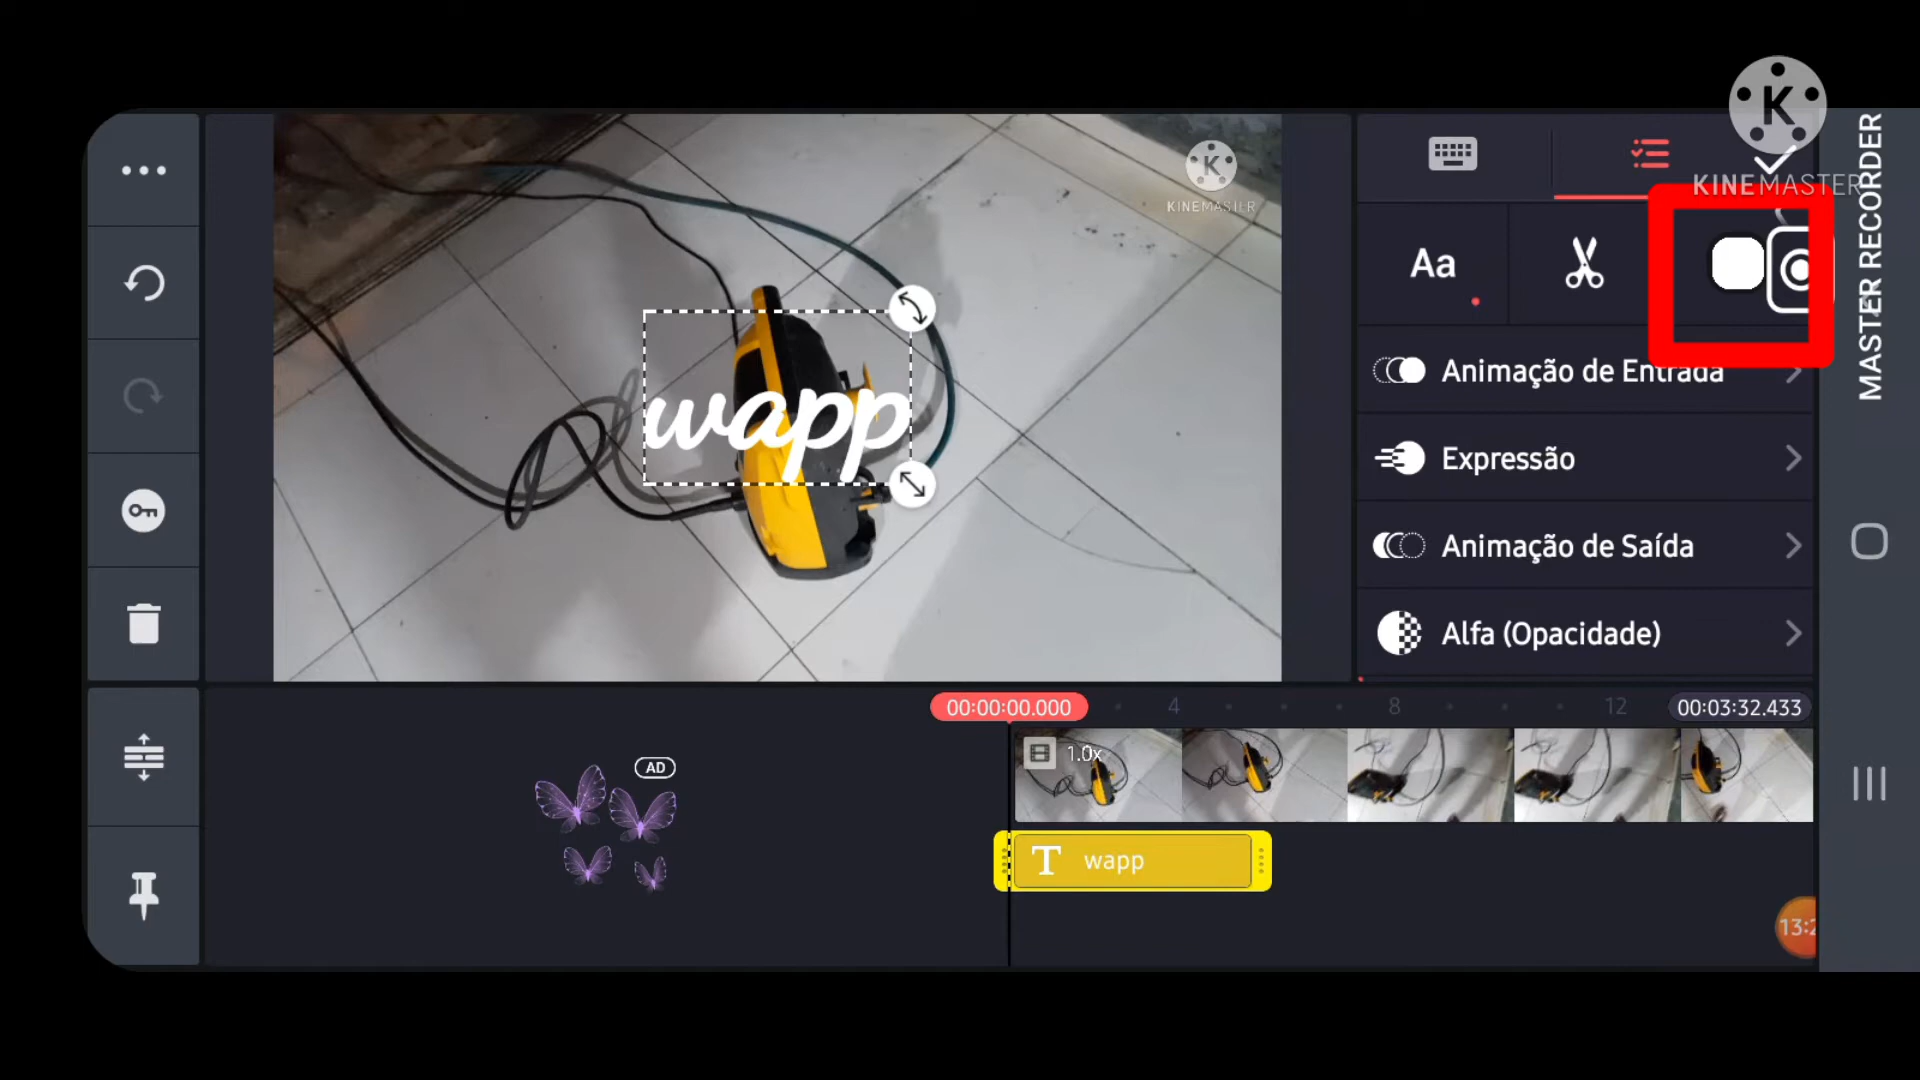 KINEMASTER
MASTER RECORDER
KINEMASTER
Aa
Animação de Entrada
wapp
Expressão
Animação de Saída
Alfa (Opacidade)
00:00:00.000
4
8
12
00:03:32.433
1.0x
AD
T wapp